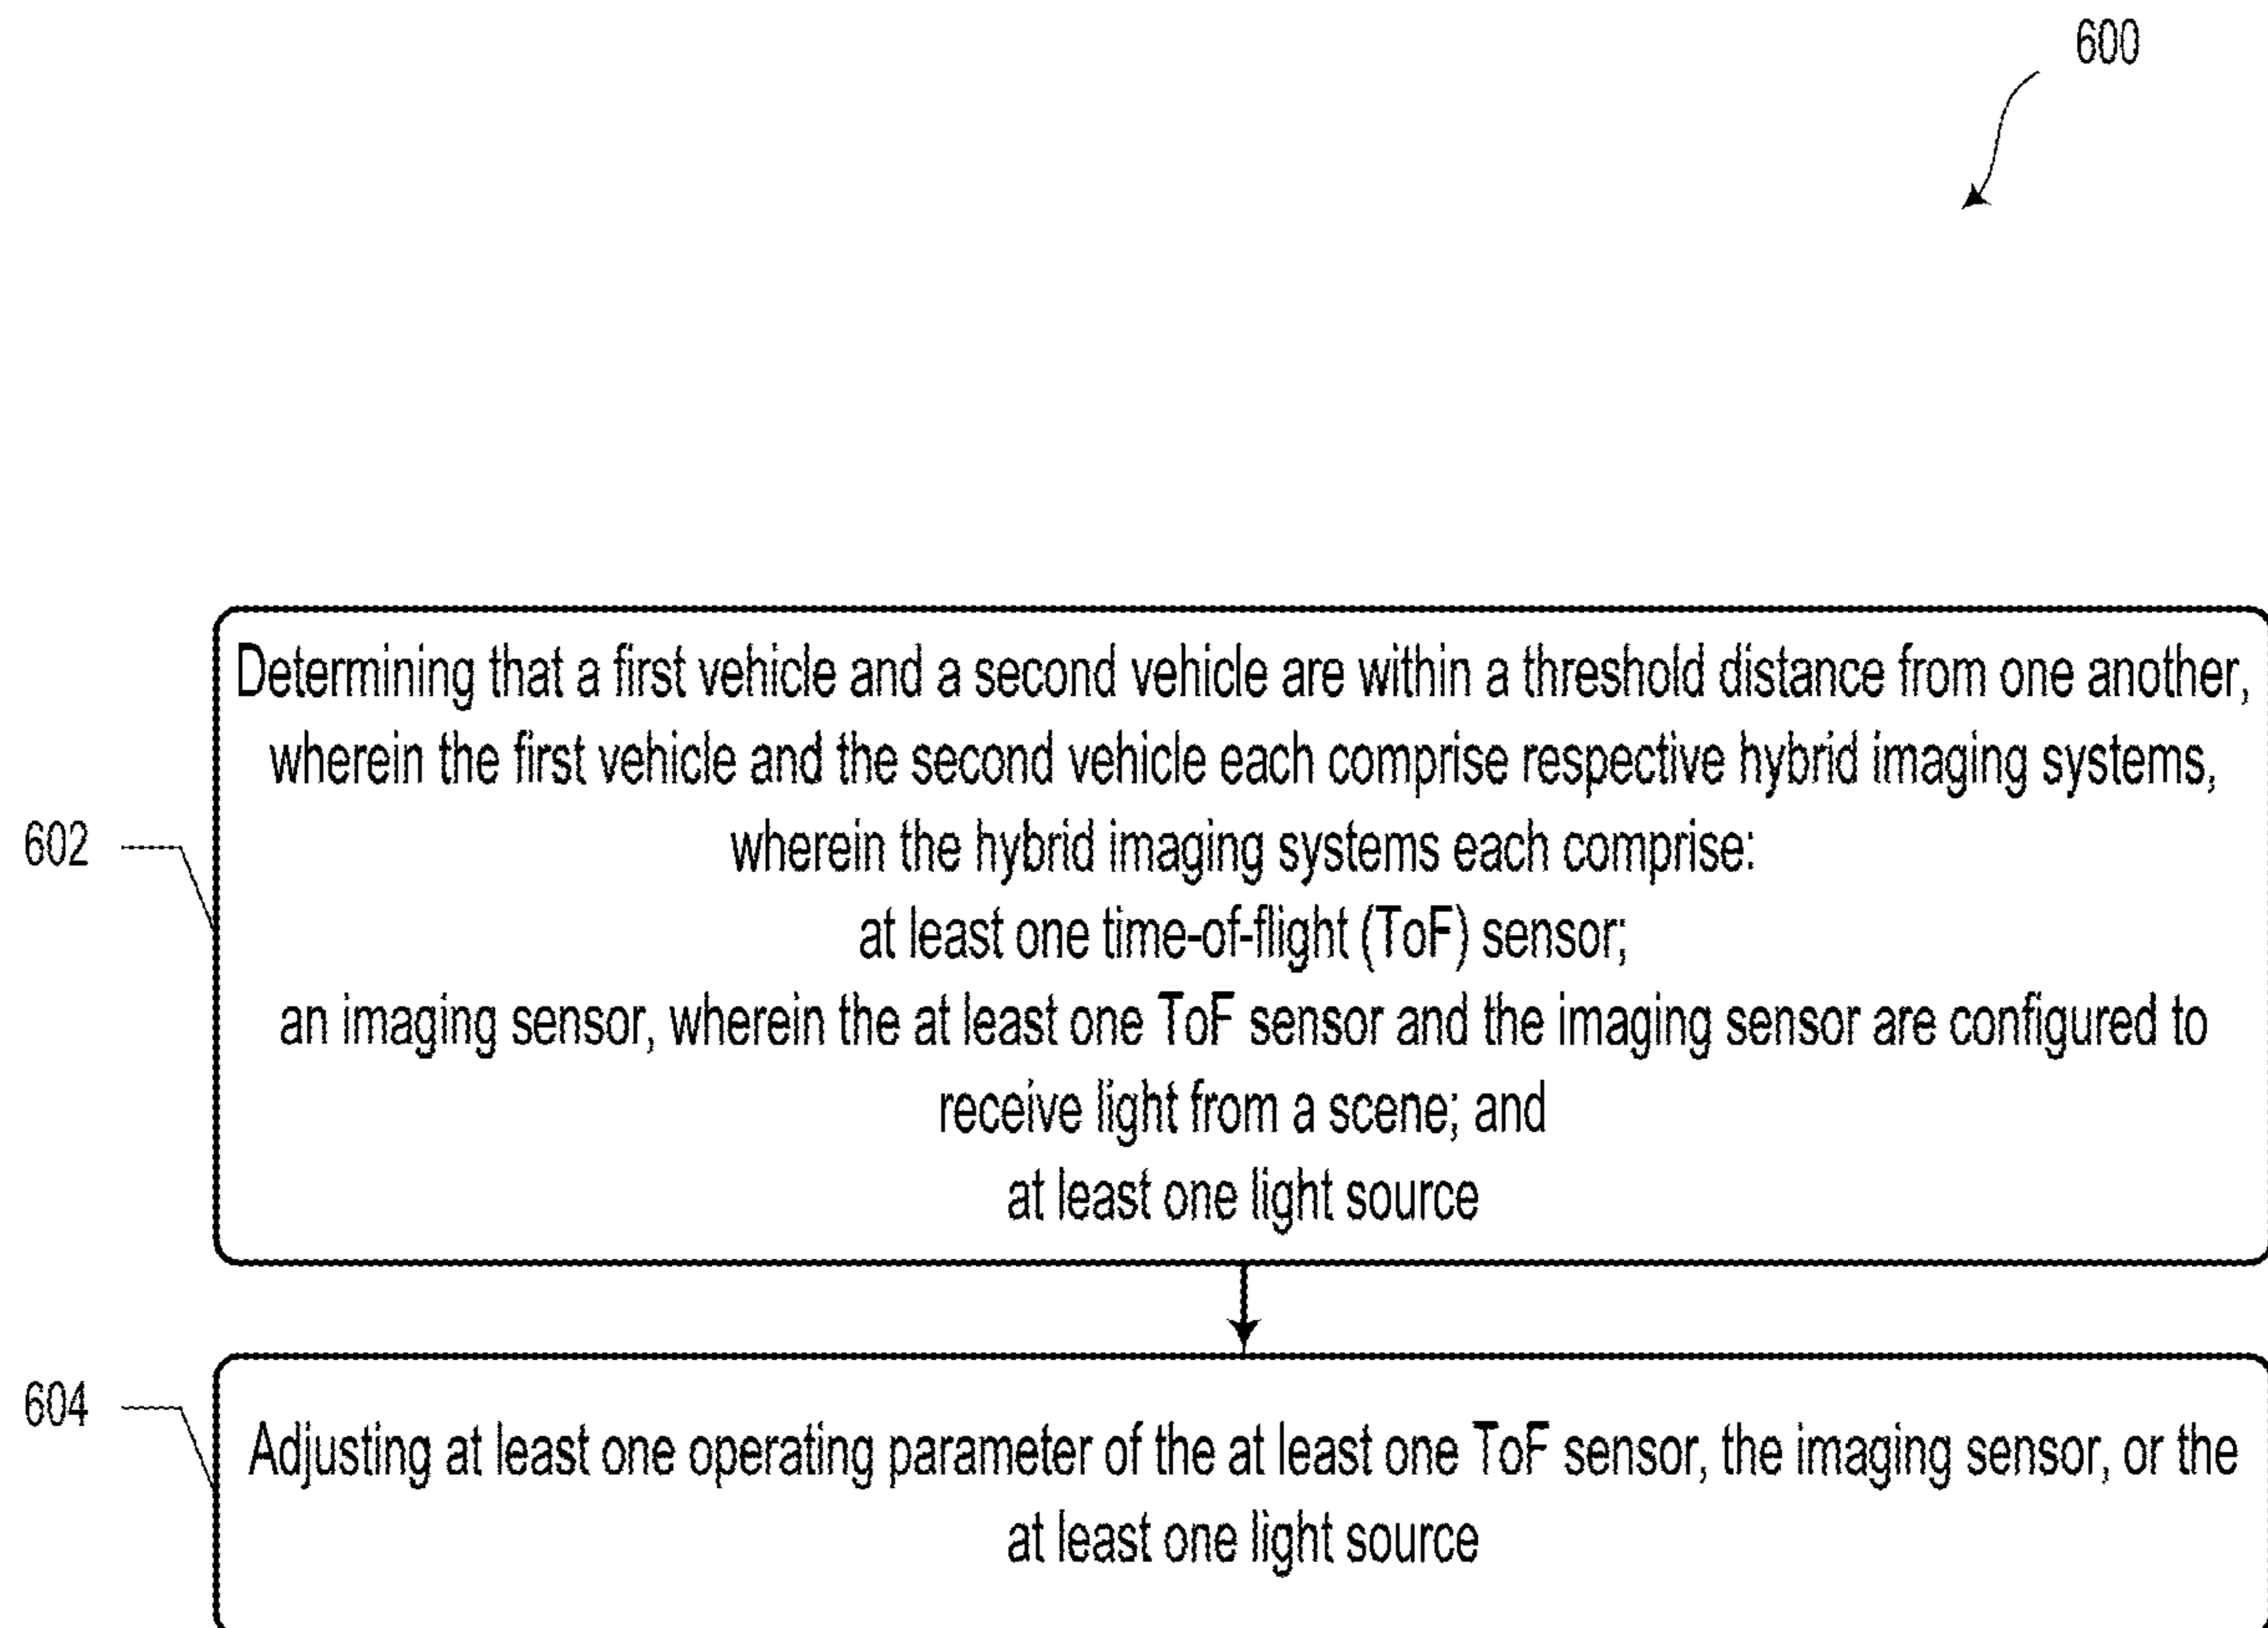 600
Determining that a first vehicle and a second vehicle are within a threshold distance from one another,
wherein the first vehicle and the second vehicle each comprise respective hybrid imaging systems,
wherein the hybrid imaging systems each comprise:
at least one time-of-flight (ToF) sensor;
an imaging sensor, wherein the at least one ToF sensor and the imaging sensor are configured to
receive light from a scene; and
at least one light source
602
Adjusting at least one operating parameter of the at least one ToF sensor, the imaging sensor, or the
at least one light source
604